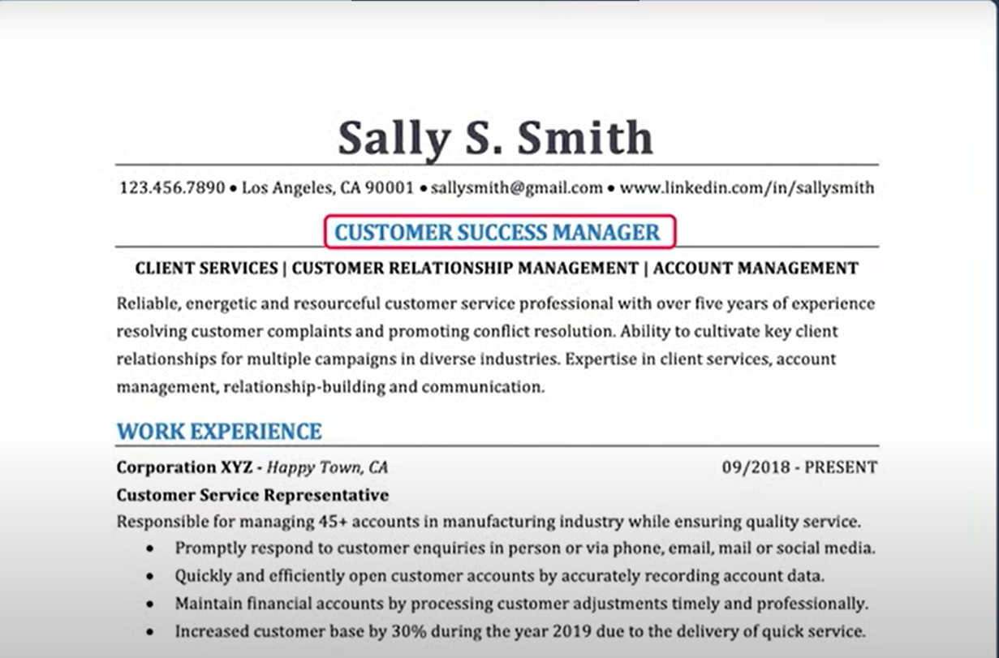 Sally S. Smith
123.456.7890 • Los Angeles, CA 90001 • sallysmith@gmail.com • www.linkedin.com/in/sallysmith
CUSTOMER SUCCESS MANAGER
CLIENT SERVICES | CUSTOMER RELATIONSHIP MANAGEMENT | ACCOUNT MANAGEMENT
Reliable, energetic and resourceful customer service professional with over five years of experience
resolving customer complaints and promoting conflict resolution. Ability to cultivate key client
relationships for multiple campaigns in diverse industries. Expertise in client services, account
management, relationship-building and communication.
WORK EXPERIENCE
Corporation XYZ - Happy Town, CA 09/2018 - PRESENT
Customer Service Representative
Responsible for managing 45+ accounts in manufacturing industry while ensuring quality service.
• Promptly respond to customer enquiries in person or via phone, email, mail or social media.
• Quickly and efficiently open customer accounts by accurately recording account data.
• Maintain financial accounts by processing customer adjustments timely and professionally.
• Increased customer base by 30% during the year 2019 due to the delivery of quick service.